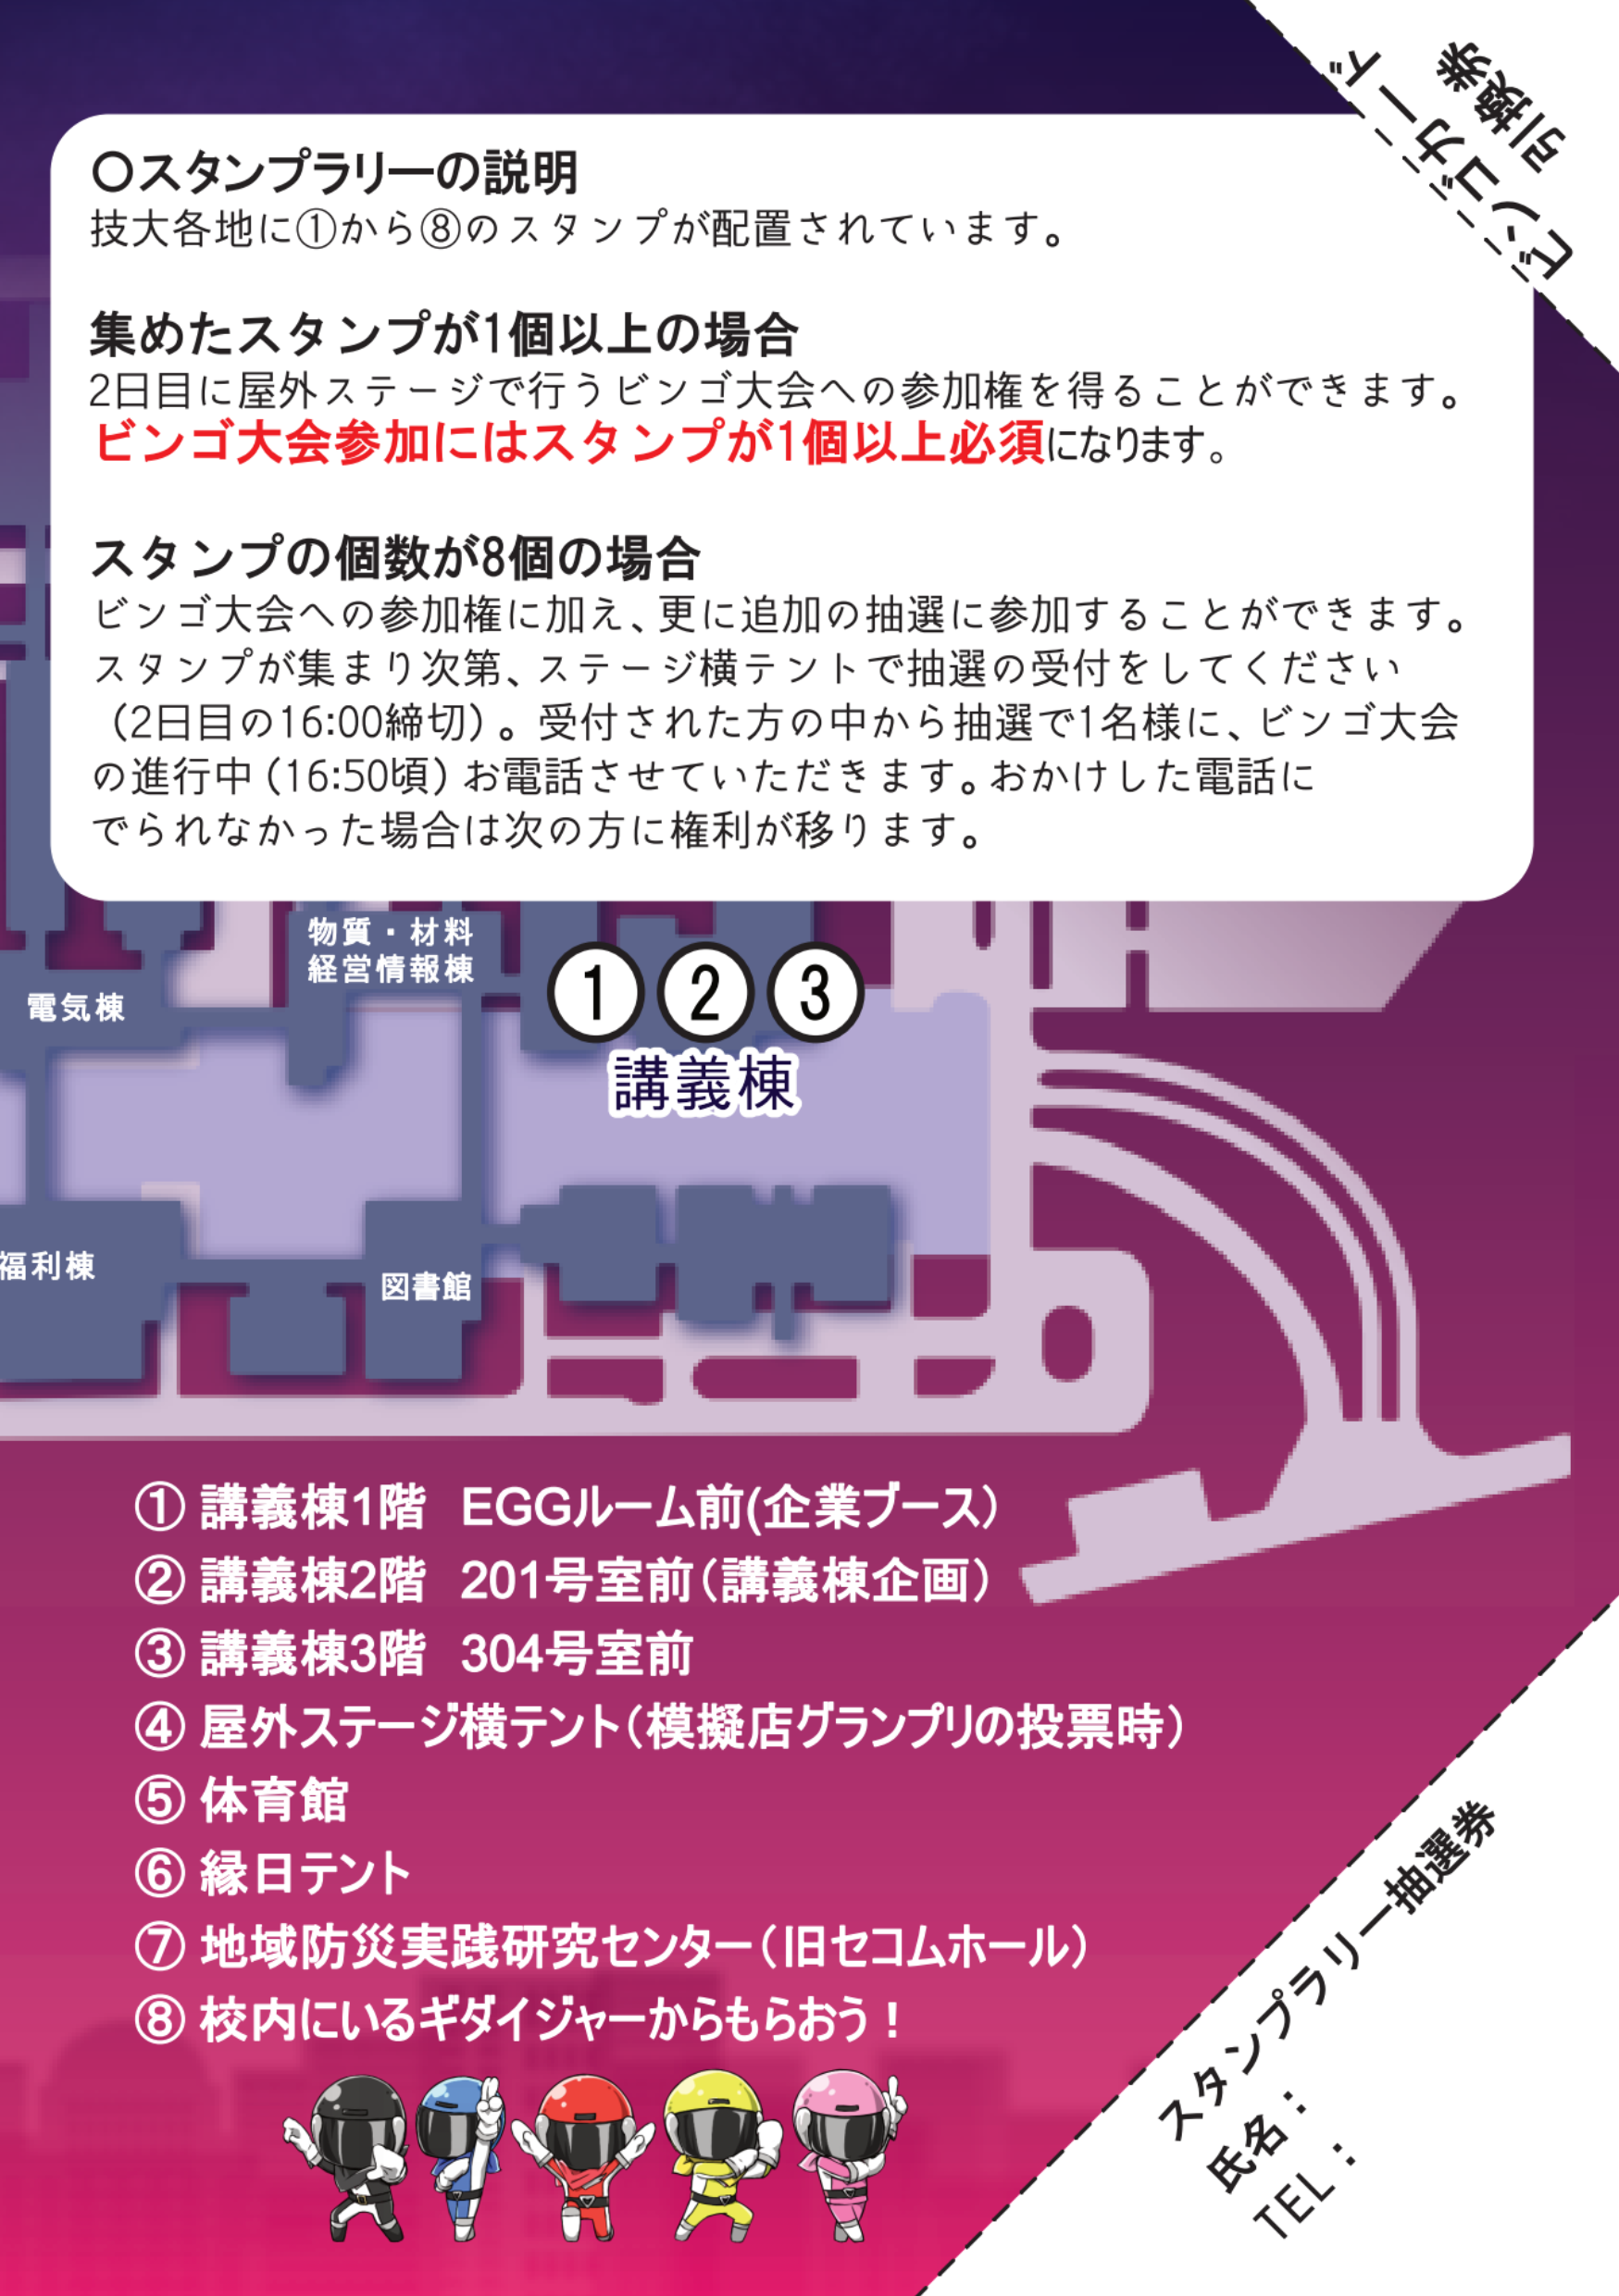 ビンゴカード
引換券
〇スタンプラリーの説明
技大各地に①から⑧のスタンプが配置されています。
集めたスタンプが1個以上の場合
2日目に屋外ステージで行うビンゴ大会への参加権を得ることができます。
ビンゴ大会参加にはスタンプが1個以上必須になります。
スタンプの個数が8個の場合
ビンゴ大会への参加権に加え、更に追加の抽選に参加することができます。
スタンプが集まり次第、ステージ横テントで抽選の受付をしてください
（2日目の16:00締切）。受付された方の中から抽選で1名様に、ビンゴ大会
の進行中（16:50頃）お電話させていただきます。おかけした電話に
でられなかった場合は次の方に権利が移ります。
物質・材料
経営情報棟
電気棟
1 2 3
講義棟
福利棟
図書館
① 講義棟1階　EGGルーム前(企業ブース）
② 講義棟2階　201号室前（講義棟企画）
③ 講義棟3階　304号室前
④ 屋外ステージ横テント（模擬店グランプリの投票時）
⑤ 体育館
⑥ 縁日テント
⑦ 地域防災実践研究センター（旧セコムホール）
⑧ 校内にいるギダイジャーからもらおう！
スタンプラリー抽選券
氏名：
TEL：